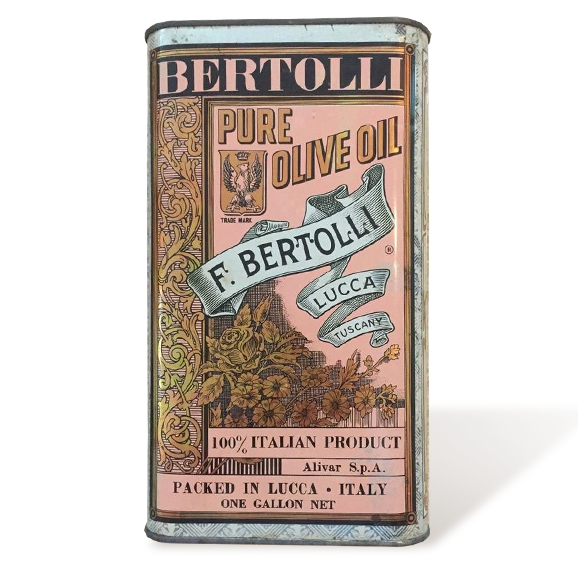 BERTOLLI
PURE
OLIVE OIL
TRADE MARK
F. BERTOLLI
®
LUCCA
TUSCANY
100% ITALIAN PRODUCT
Alivar S.p.A.
PACKED IN LUCCA • ITALY
ONE GALLON NET